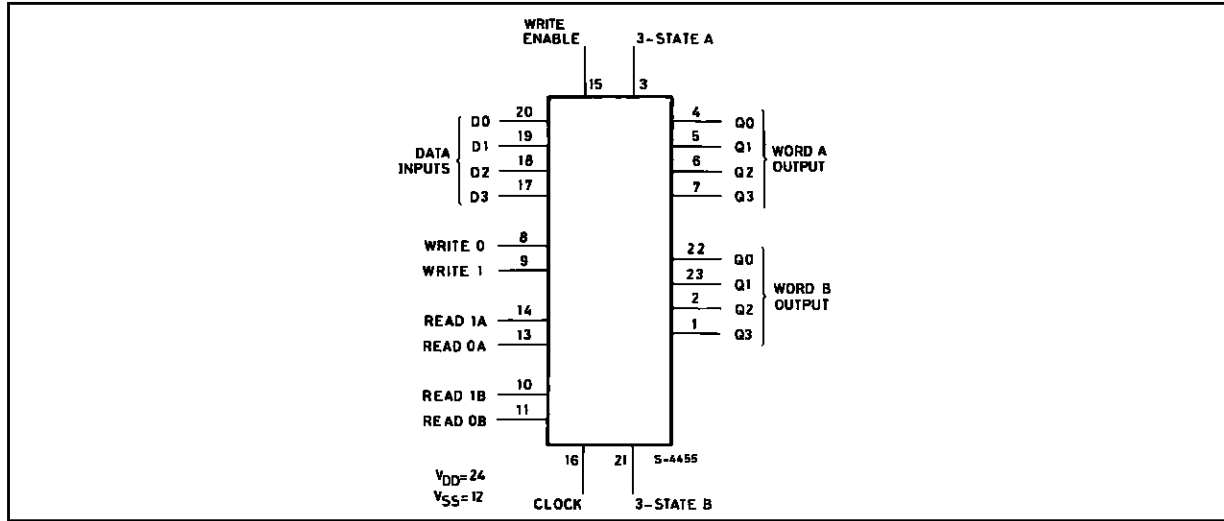 WRITE
ENABLE
3-STATE A
15
3
D0
20
D1
19
D2
18
D3
17
DATA
INPUTS
4
Q0
5
Q1
6
Q2
7
Q3
WORD A
OUTPUT
WRITE 0
8
WRITE 1
9
22
Q0
23
Q1
2
Q2
1
Q3
WORD B
OUTPUT
READ 1A
14
READ 0A
13
READ 1B
10
READ 0B
11
16
21
S-4455
VDD=24
VSS=12
CLOCK
3-STATE B